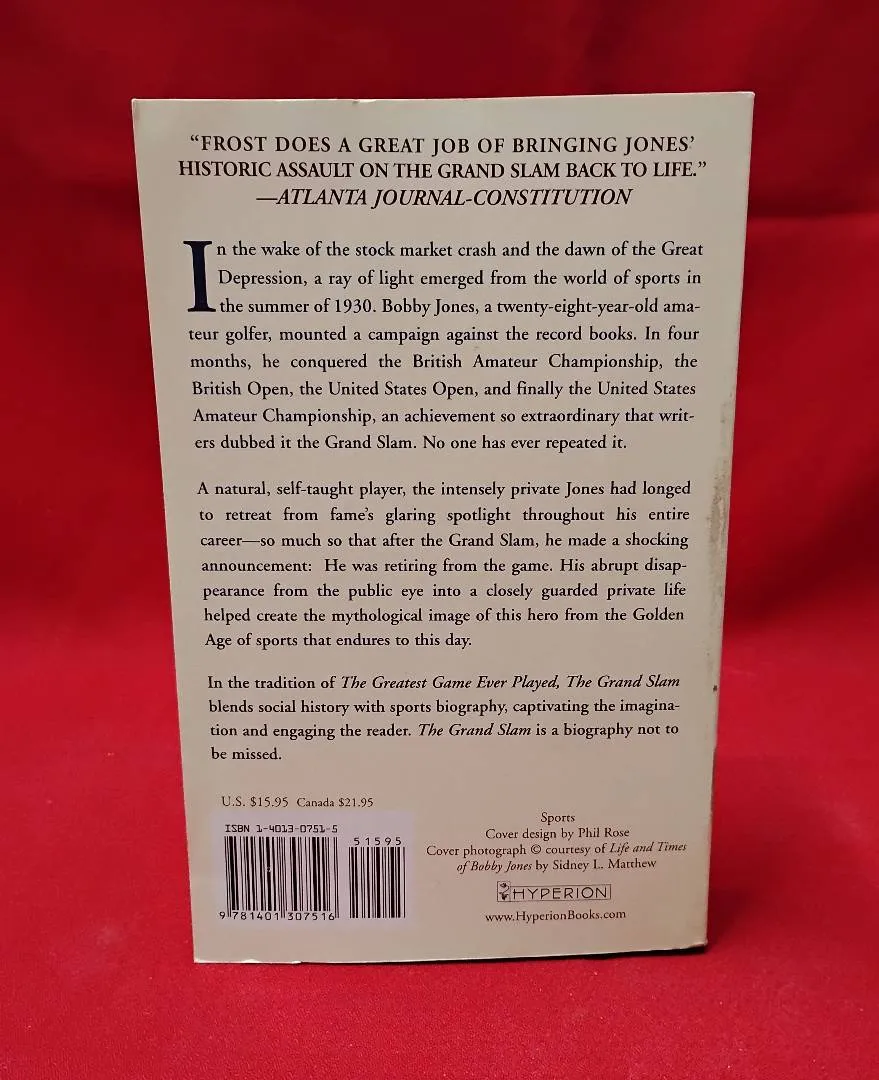 “FROST DOES A GREAT JOB OF BRINGING JONES’
HISTORIC ASSAULT ON THE GRAND SLAM BACK TO LIFE.”
—ATLANTA JOURNAL-CONSTITUTION
In the wake of the stock market crash and the dawn of the Great
Depression, a ray of light emerged from the world of sports in
the summer of 1930. Bobby Jones, a twenty-eight-year-old ama-
teur golfer, mounted a campaign against the record books. In four
months, he conquered the British Amateur Championship, the
British Open, the United States Open, and finally the United States
Amateur Championship, an achievement so extraordinary that writ-
ers dubbed it the Grand Slam. No one has ever repeated it.
A natural, self-taught player, the intensely private Jones had longed
to retreat from fame’s glaring spotlight throughout his entire
career—so much so that after the Grand Slam, he made a shocking
announcement: He was retiring from the game. His abrupt disap-
pearance from the public eye into a closely guarded private life
helped create the mythological image of this hero from the Golden
Age of sports that endures to this day.
In the tradition of The Greatest Game Ever Played, The Grand Slam
blends social history with sports biography, captivating the imagina-
tion and engaging the reader. The Grand Slam is a biography not to
be missed.
U.S. $15.95 Canada $21.95
ISBN 1-4013-0751-5
51595
9 781401 307516
Sports
Cover design by Phil Rose
Cover photograph © courtesy of Life and Times
of Bobby Jones by Sidney L. Matthew
HYPERION
www.HyperionBooks.com